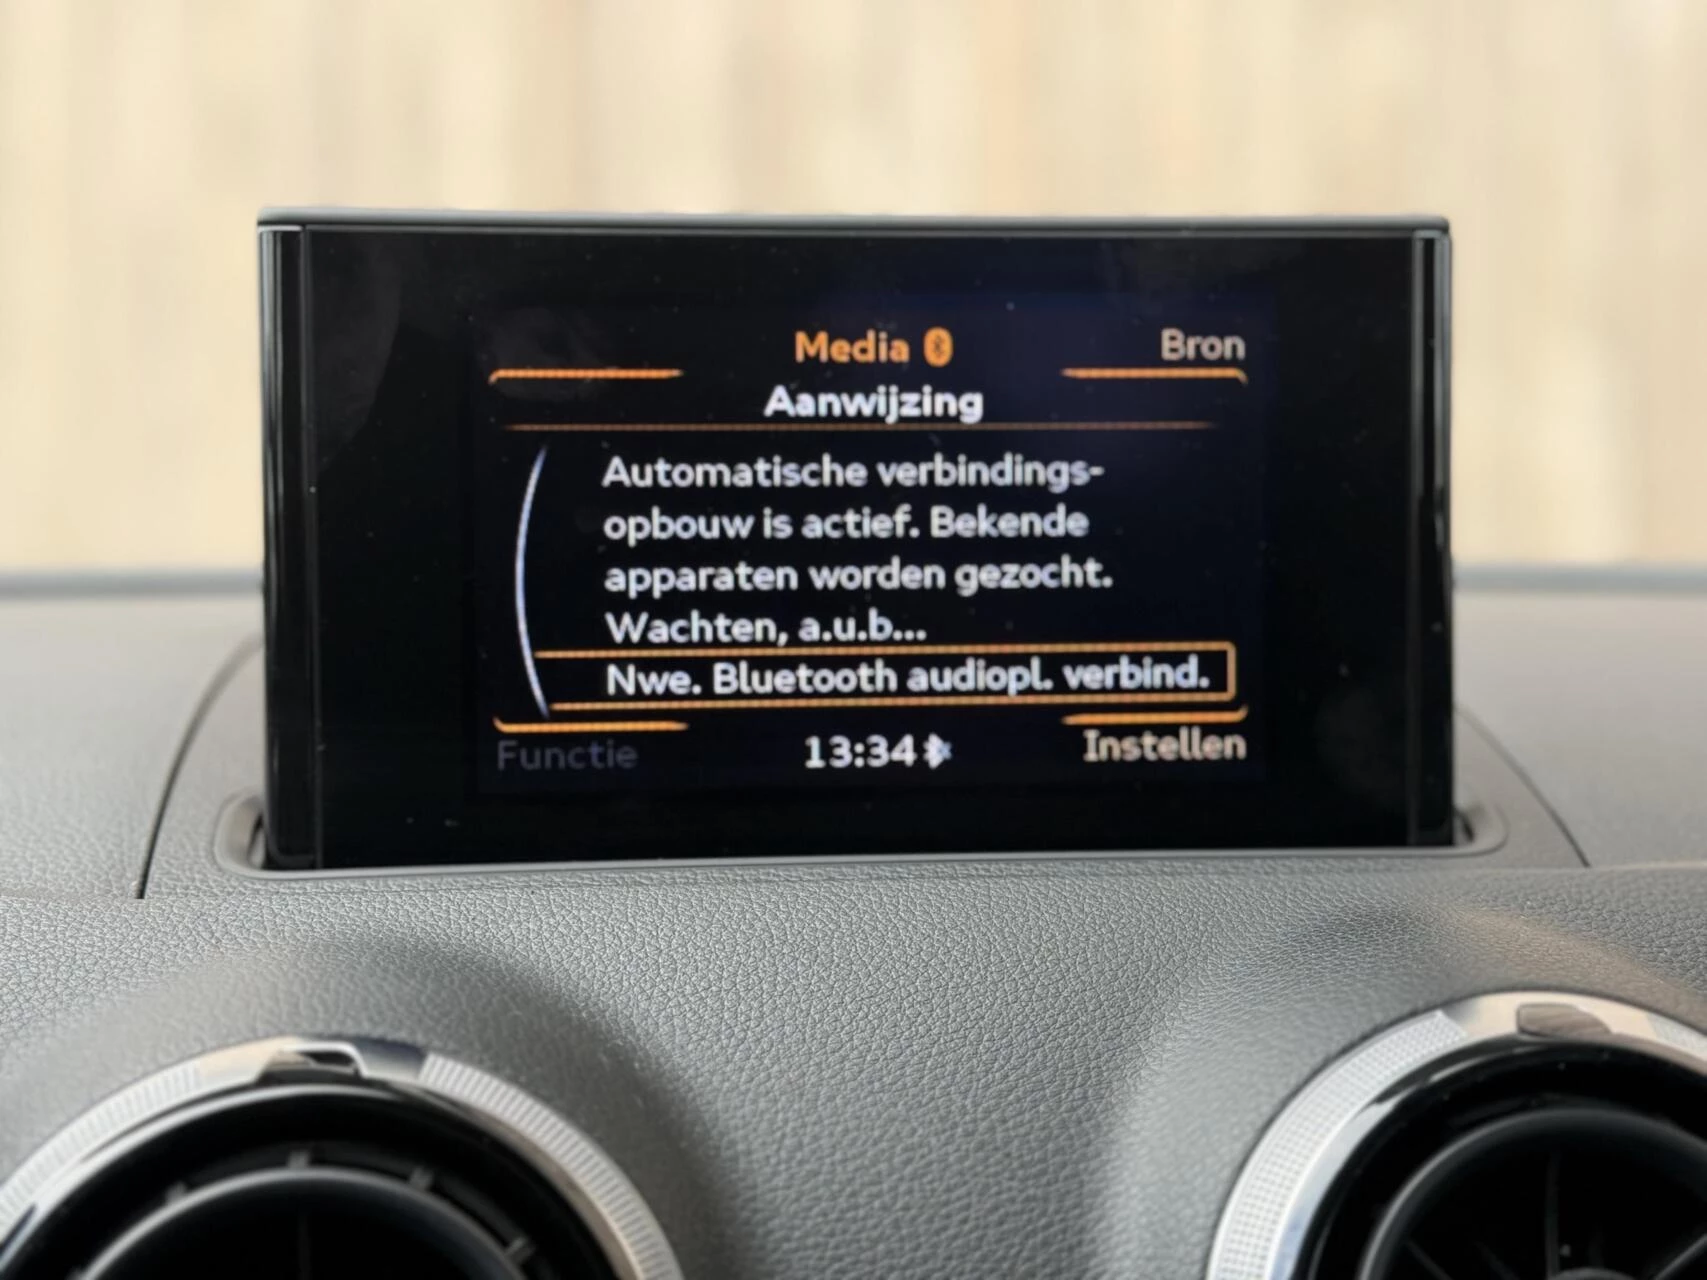 Media
Bron
Aanwijzing
Automatische verbindings-
opbouw is actief. Bekende
apparaten worden gezocht.
Wachten, a.u.b...
Nwe. Bluetooth audiopl. verbind.
Functie
13:34
Instellen